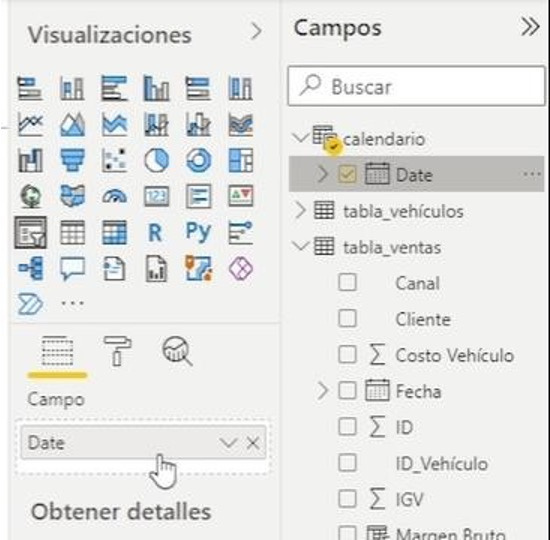 Visualizaciones
123
R
Py
Campo
Date
Obtener detalles
Campos
Buscar
calendario
Date
tabla_vehículos
tabla_ventas
Canal
Cliente
Costo Vehículo
Fecha
ID
ID_Vehículo
IGV
Margen Bruto